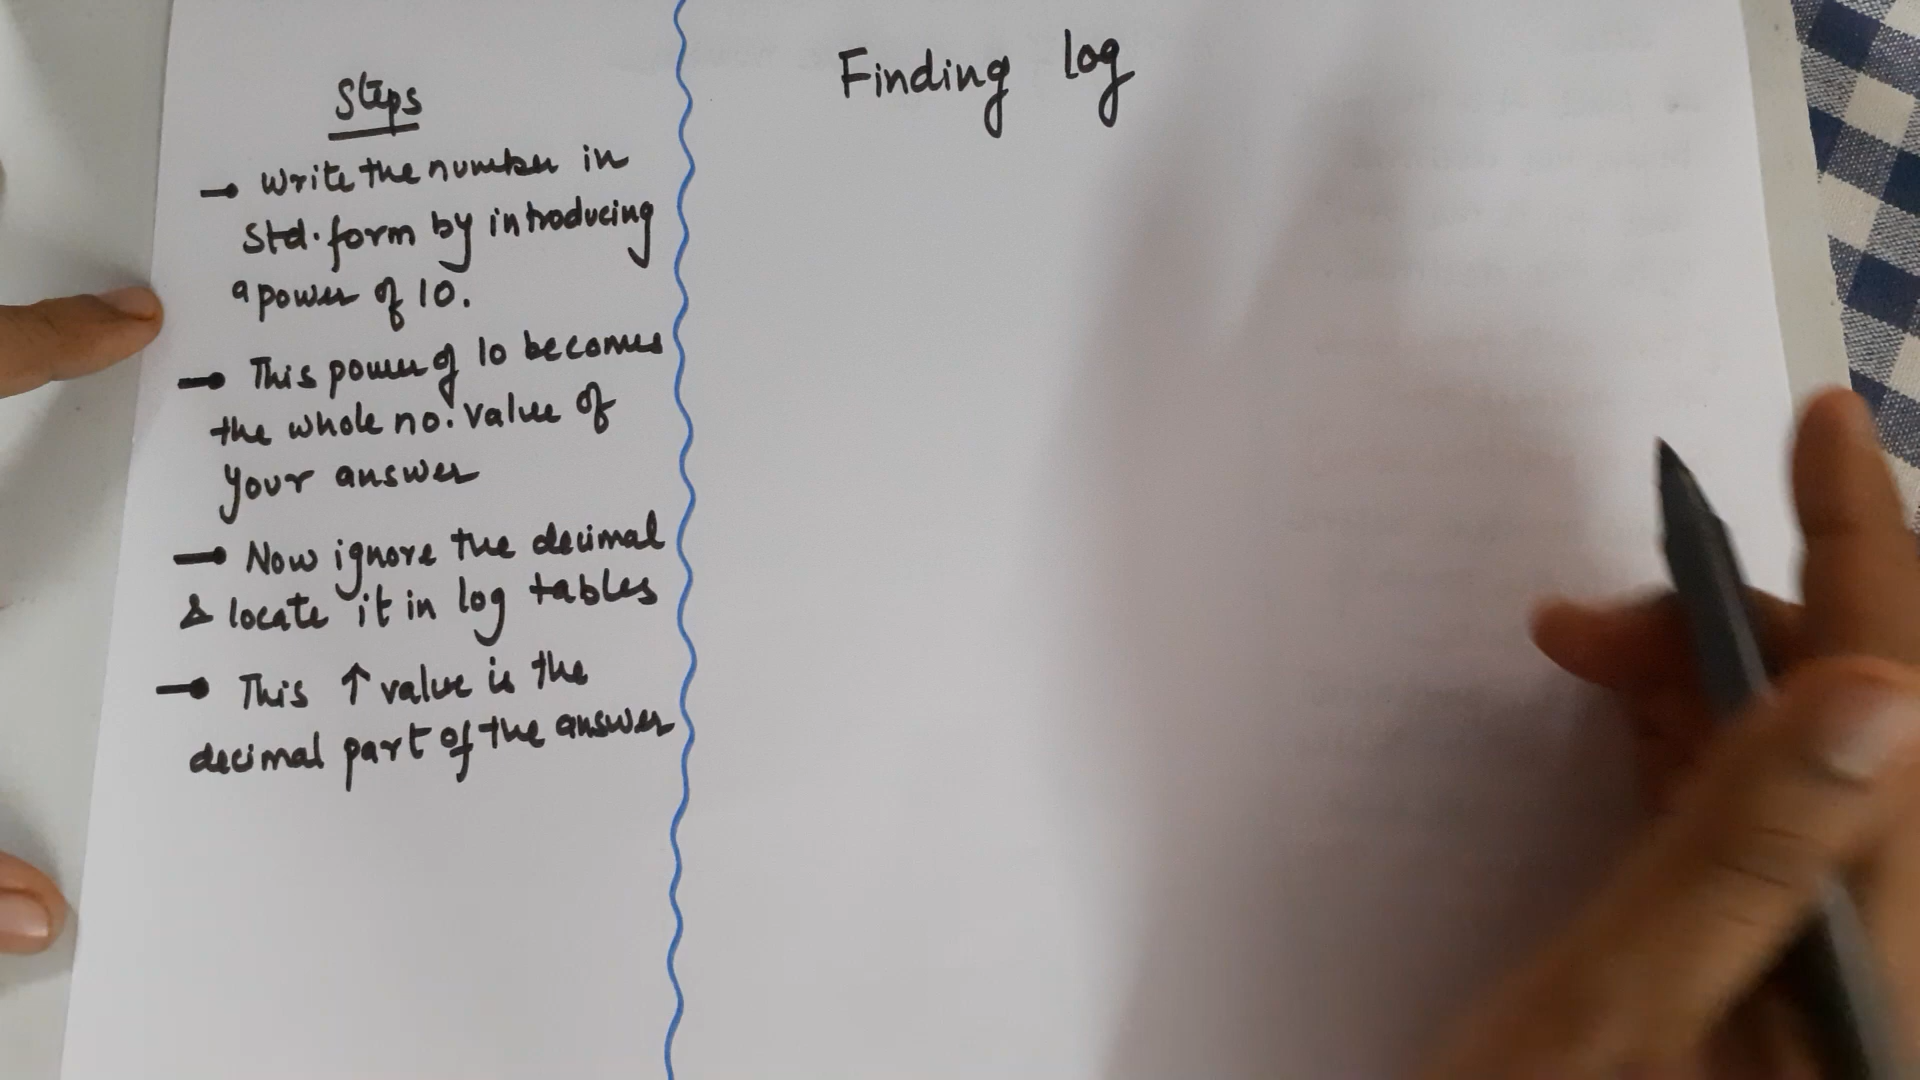 Steps
→ Write the number in
Std. form by introducing
a power of 10.
→ This power of 10 becomes
the whole no. value of
your answer
→ Now ignore the decimal
& locate it in log tables
→ This ↑ value is the
decimal part of the answer
Finding log